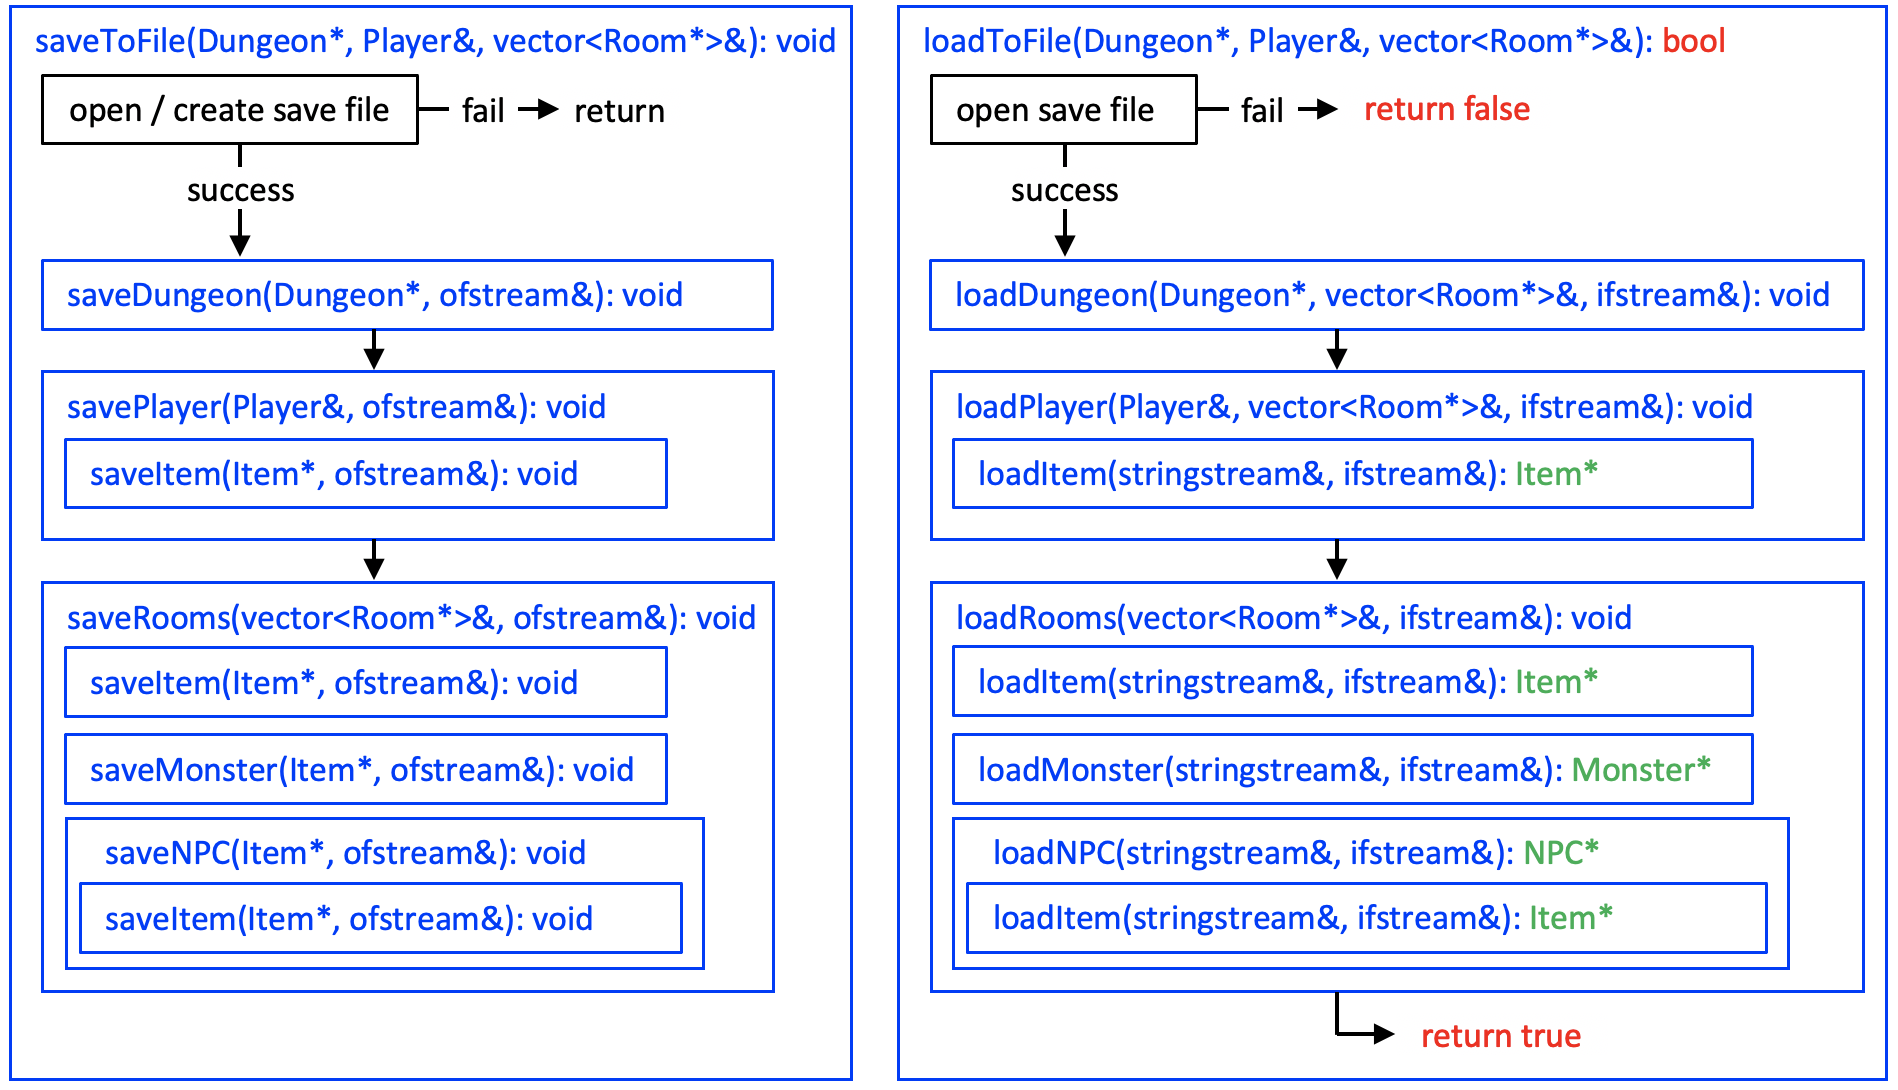 saveToFile(Dungeon*, Player&, vector<Room*>&): void
open / create save file
fail
return
success
saveDungeon(Dungeon*, ofstream&): void
savePlayer(Player&, ofstream&): void
saveItem(Item*, ofstream&): void
saveRooms(vector<Room*>&, ofstream&): void
saveItem(Item*, ofstream&): void
saveMonster(Item*, ofstream&): void
saveNPC(Item*, ofstream&): void
saveItem(Item*, ofstream&): void
loadToFile(Dungeon*, Player&, vector<Room*>&): bool
open save file
fail
return false
success
loadDungeon(Dungeon*, vector<Room*>&, ifstream&): void
loadPlayer(Player&, vector<Room*>&, ifstream&): void
loadItem(stringstream&, ifstream&): Item*
loadRooms(vector<Room*>&, ifstream&): void
loadItem(stringstream&, ifstream&): Item*
loadMonster(stringstream&, ifstream&): Monster*
loadNPC(stringstream&, ifstream&): NPC*
loadItem(stringstream&, ifstream&): Item*
return true